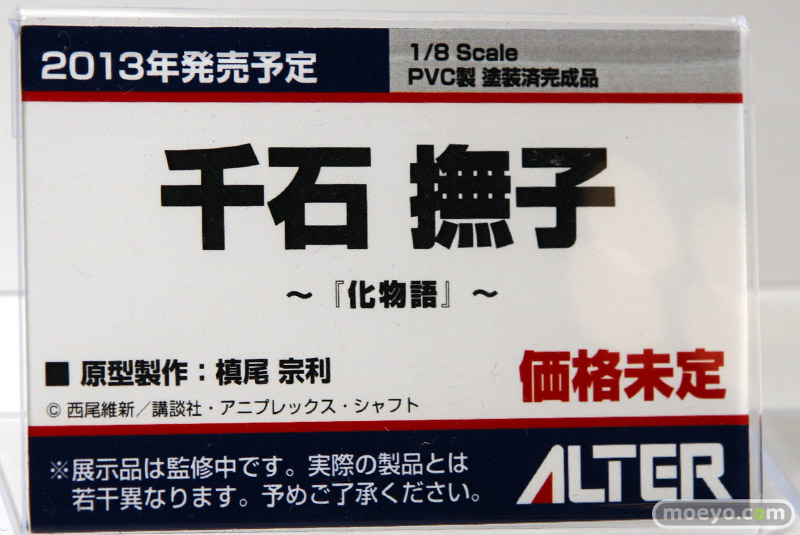 2013年発売予定
1/8 Scale
PVC製 塗装済完成品
千石 撫子
～『化物語』～
■ 原型製作：槙尾 宗利
価格未定
© 西尾維新／講談社・アニプレックス・シャフト
※展示品は監修中です。実際の製品とは
若干異なります。予めご了承ください。
ALTER
moeyo.com